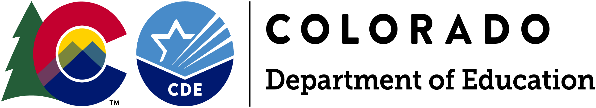 TM
CDE
COLORADO
Department of Education